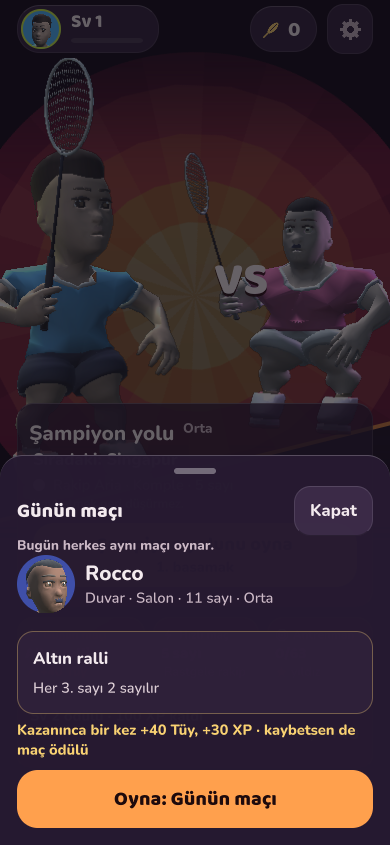 Sv 1
0
VS
Şampiyon yolu Orta
Günün maçı
Kapat
Bugün herkes aynı maçı oynar.
Rocco
Duvar · Salon · 11 sayı · Orta
Altın ralli
Her 3. sayı 2 sayılır
Kazanınca bir kez +40 Tüy, +30 XP · kaybetsen de
maç ödülü
Oyna: Günün maçı